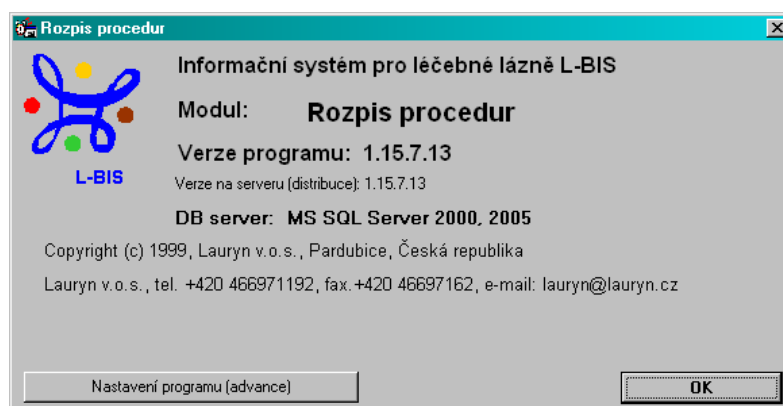 Rozpis procedur
Informační systém pro léčebné lázně L-BIS
Modul: Rozpis procedur
Verze programu: 1.15.7.13
L-BIS
Verze na serveru (distribuce): 1.15.7.13
DB server: MS SQL Server 2000, 2005
Copyright (c) 1999, Lauryn v.o.s., Pardubice, Česká republika
Lauryn v.o.s., tel. +420 466971192, fax.+420 46697162, e-mail: lauryn@lauryn.cz
Nastavení programu (advance)
OK